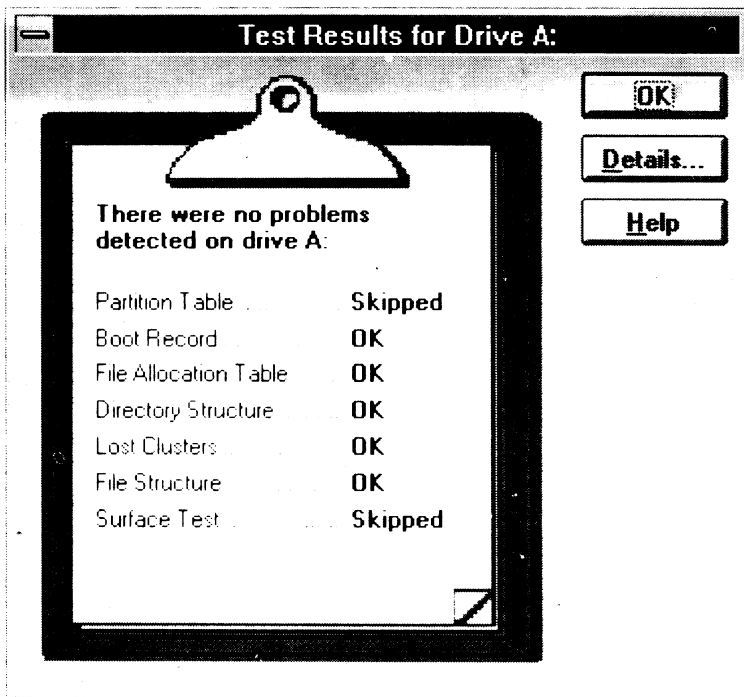 Test Results for Drive A:
OK
Details...
Help
There were no problems
detected on drive A:
Partition Table Skipped
Boot Record OK
File Allocation Table OK
Directory Structure OK
Lost Clusters OK
File Structure OK
Surface Test Skipped